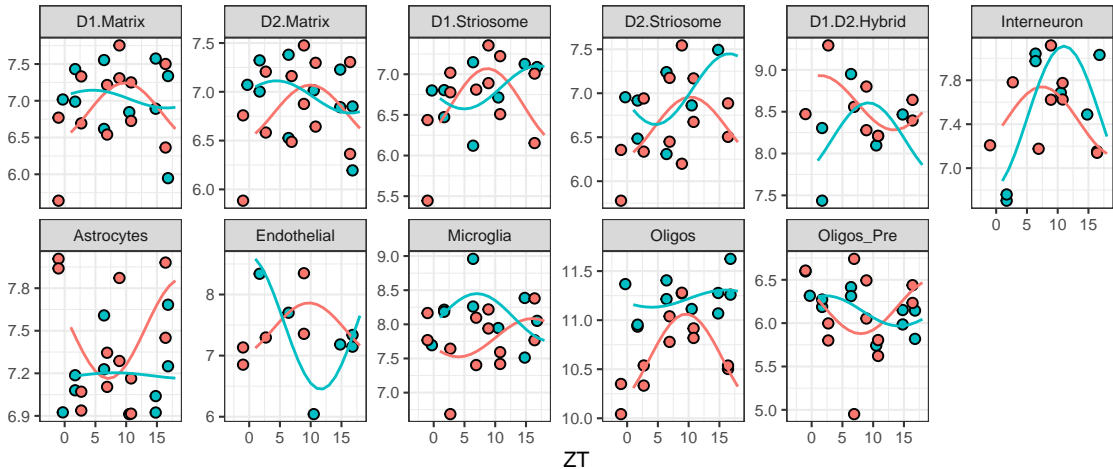 D1.Matrix D2.Matrix D1.Striosome D2.Striosome D1.D2.Hybrid Interneuron
7.5 7.0 6.5 6.0
7.5 7.0 6.5 6.0
7.0 6.5 6.0 5.5
7.5 7.0 6.5 6.0
9.0 8.5 8.0 7.5
7.8 7.4 7.0
0 5 10 15
Astrocytes Endothelial Microglia Oligos Oligos_Pre
7.8 7.5 7.2 6.9
8 7 6
9.0 8.5 8.0 7.5 7.0
11.5 11.0 10.5 10.0
6.5 6.0 5.5 5.0
0 5 10 15 0 5 10 15 0 5 10 15 0 5 10 15 0 5 10 15
ZT